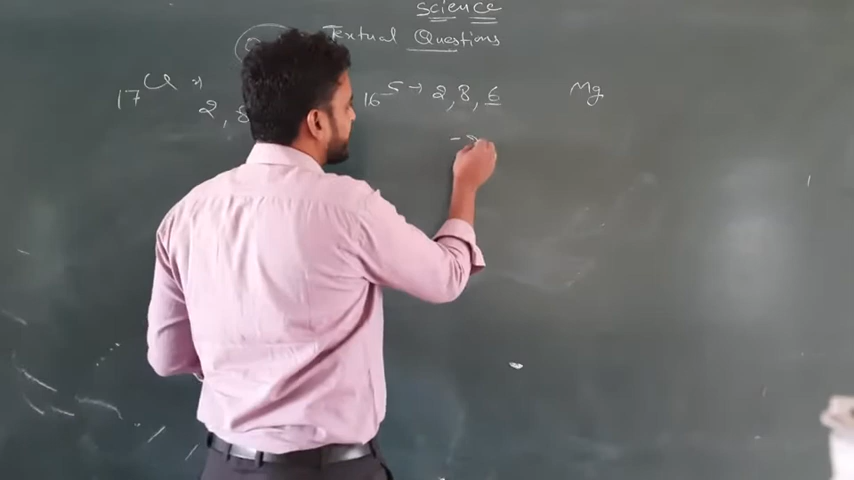 Science
Textual Questions
17 Cl → 16 S → 2, 8, 6 Mg
2, 8